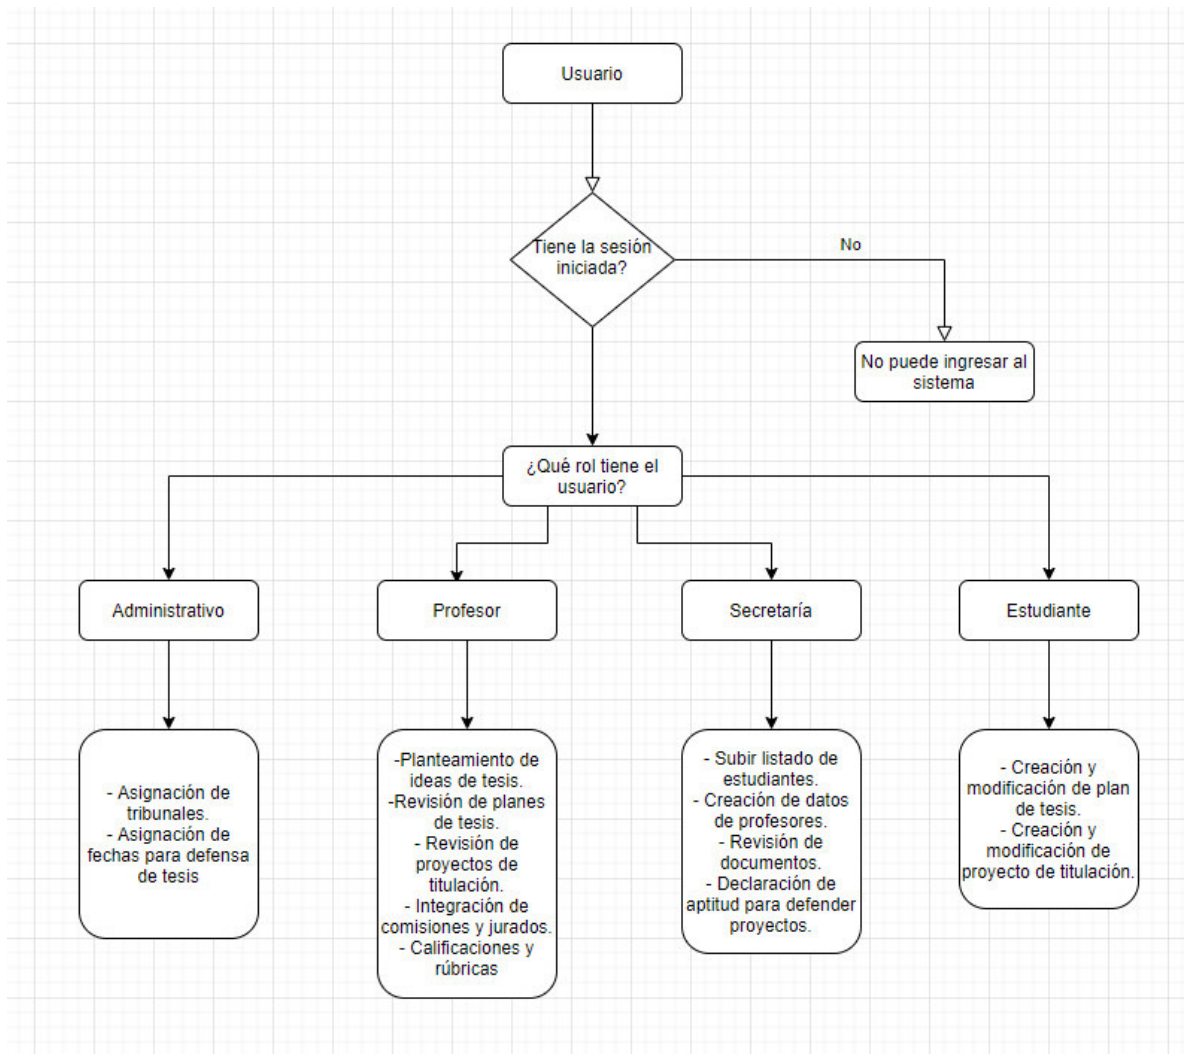 Usuario
Tiene la sesión
iniciada?
No
No puede ingresar al
sistema
¿Qué rol tiene el
usuario?
Administrativo
Profesor
Secretaría
Estudiante
- Asignación de
tribunales.
- Asignación de
fechas para defensa
de tesis
-Planteamiento de
ideas de tesis.
-Revisión de planes
de tesis.
- Revisión de
proyectos de
titulación.
- Integración de
comisiones y jurados.
- Calificaciones y
rúbricas
- Subir listado de
estudiantes.
- Creación de datos
de profesores.
- Revisión de
documentos.
- Declaración de
aptitud para defender
proyectos.
- Creación y
modificación de plan
de tesis.
- Creación y
modificación de
proyecto de titulación.